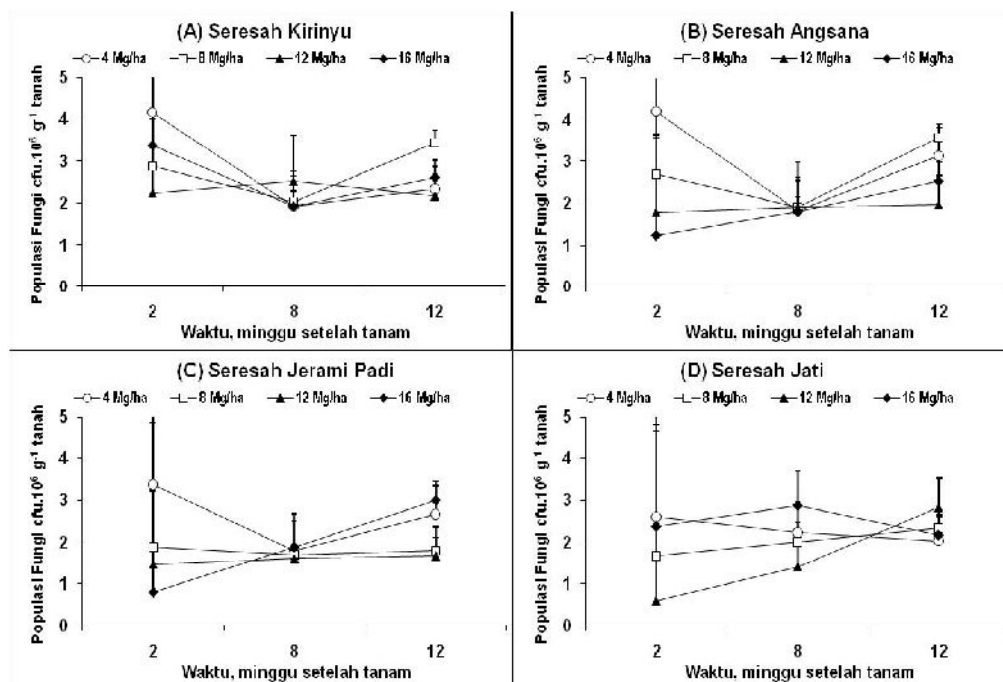 (A) Seresah Kirinyu
4 Mg/ha 8 Mg/ha 12 Mg/ha 16 Mg/ha
Populasi Fungi cfu.10⁶ g⁻¹ tanah
5
4
3
2
1
0
2 8 12
Waktu, minggu setelah tanam
(B) Seresah Angsana
4 Mg/ha 8 Mg/ha 12 Mg/ha 16 Mg/ha
Populasi Fungi cfu.10⁶ g⁻¹ tanah
5
4
3
2
1
0
2 8 12
Waktu, minggu setelah tanam
(C) Seresah Jerami Padi
4 Mg/ha 8 Mg/ha 12 Mg/ha 16 Mg/ha
Populasi Fungi cfu.10⁶ g⁻¹ tanah
5
4
3
2
1
0
2 8 12
Waktu, minggu setelah tanam
(D) Seresah Jati
4 Mg/ha 8 Mg/ha 12 Mg/ha 16 Mg/ha
Populasi Fungi cfu.10⁶ g⁻¹ tanah
5
4
3
2
1
0
2 8 12
Waktu, minggu setelah tanam